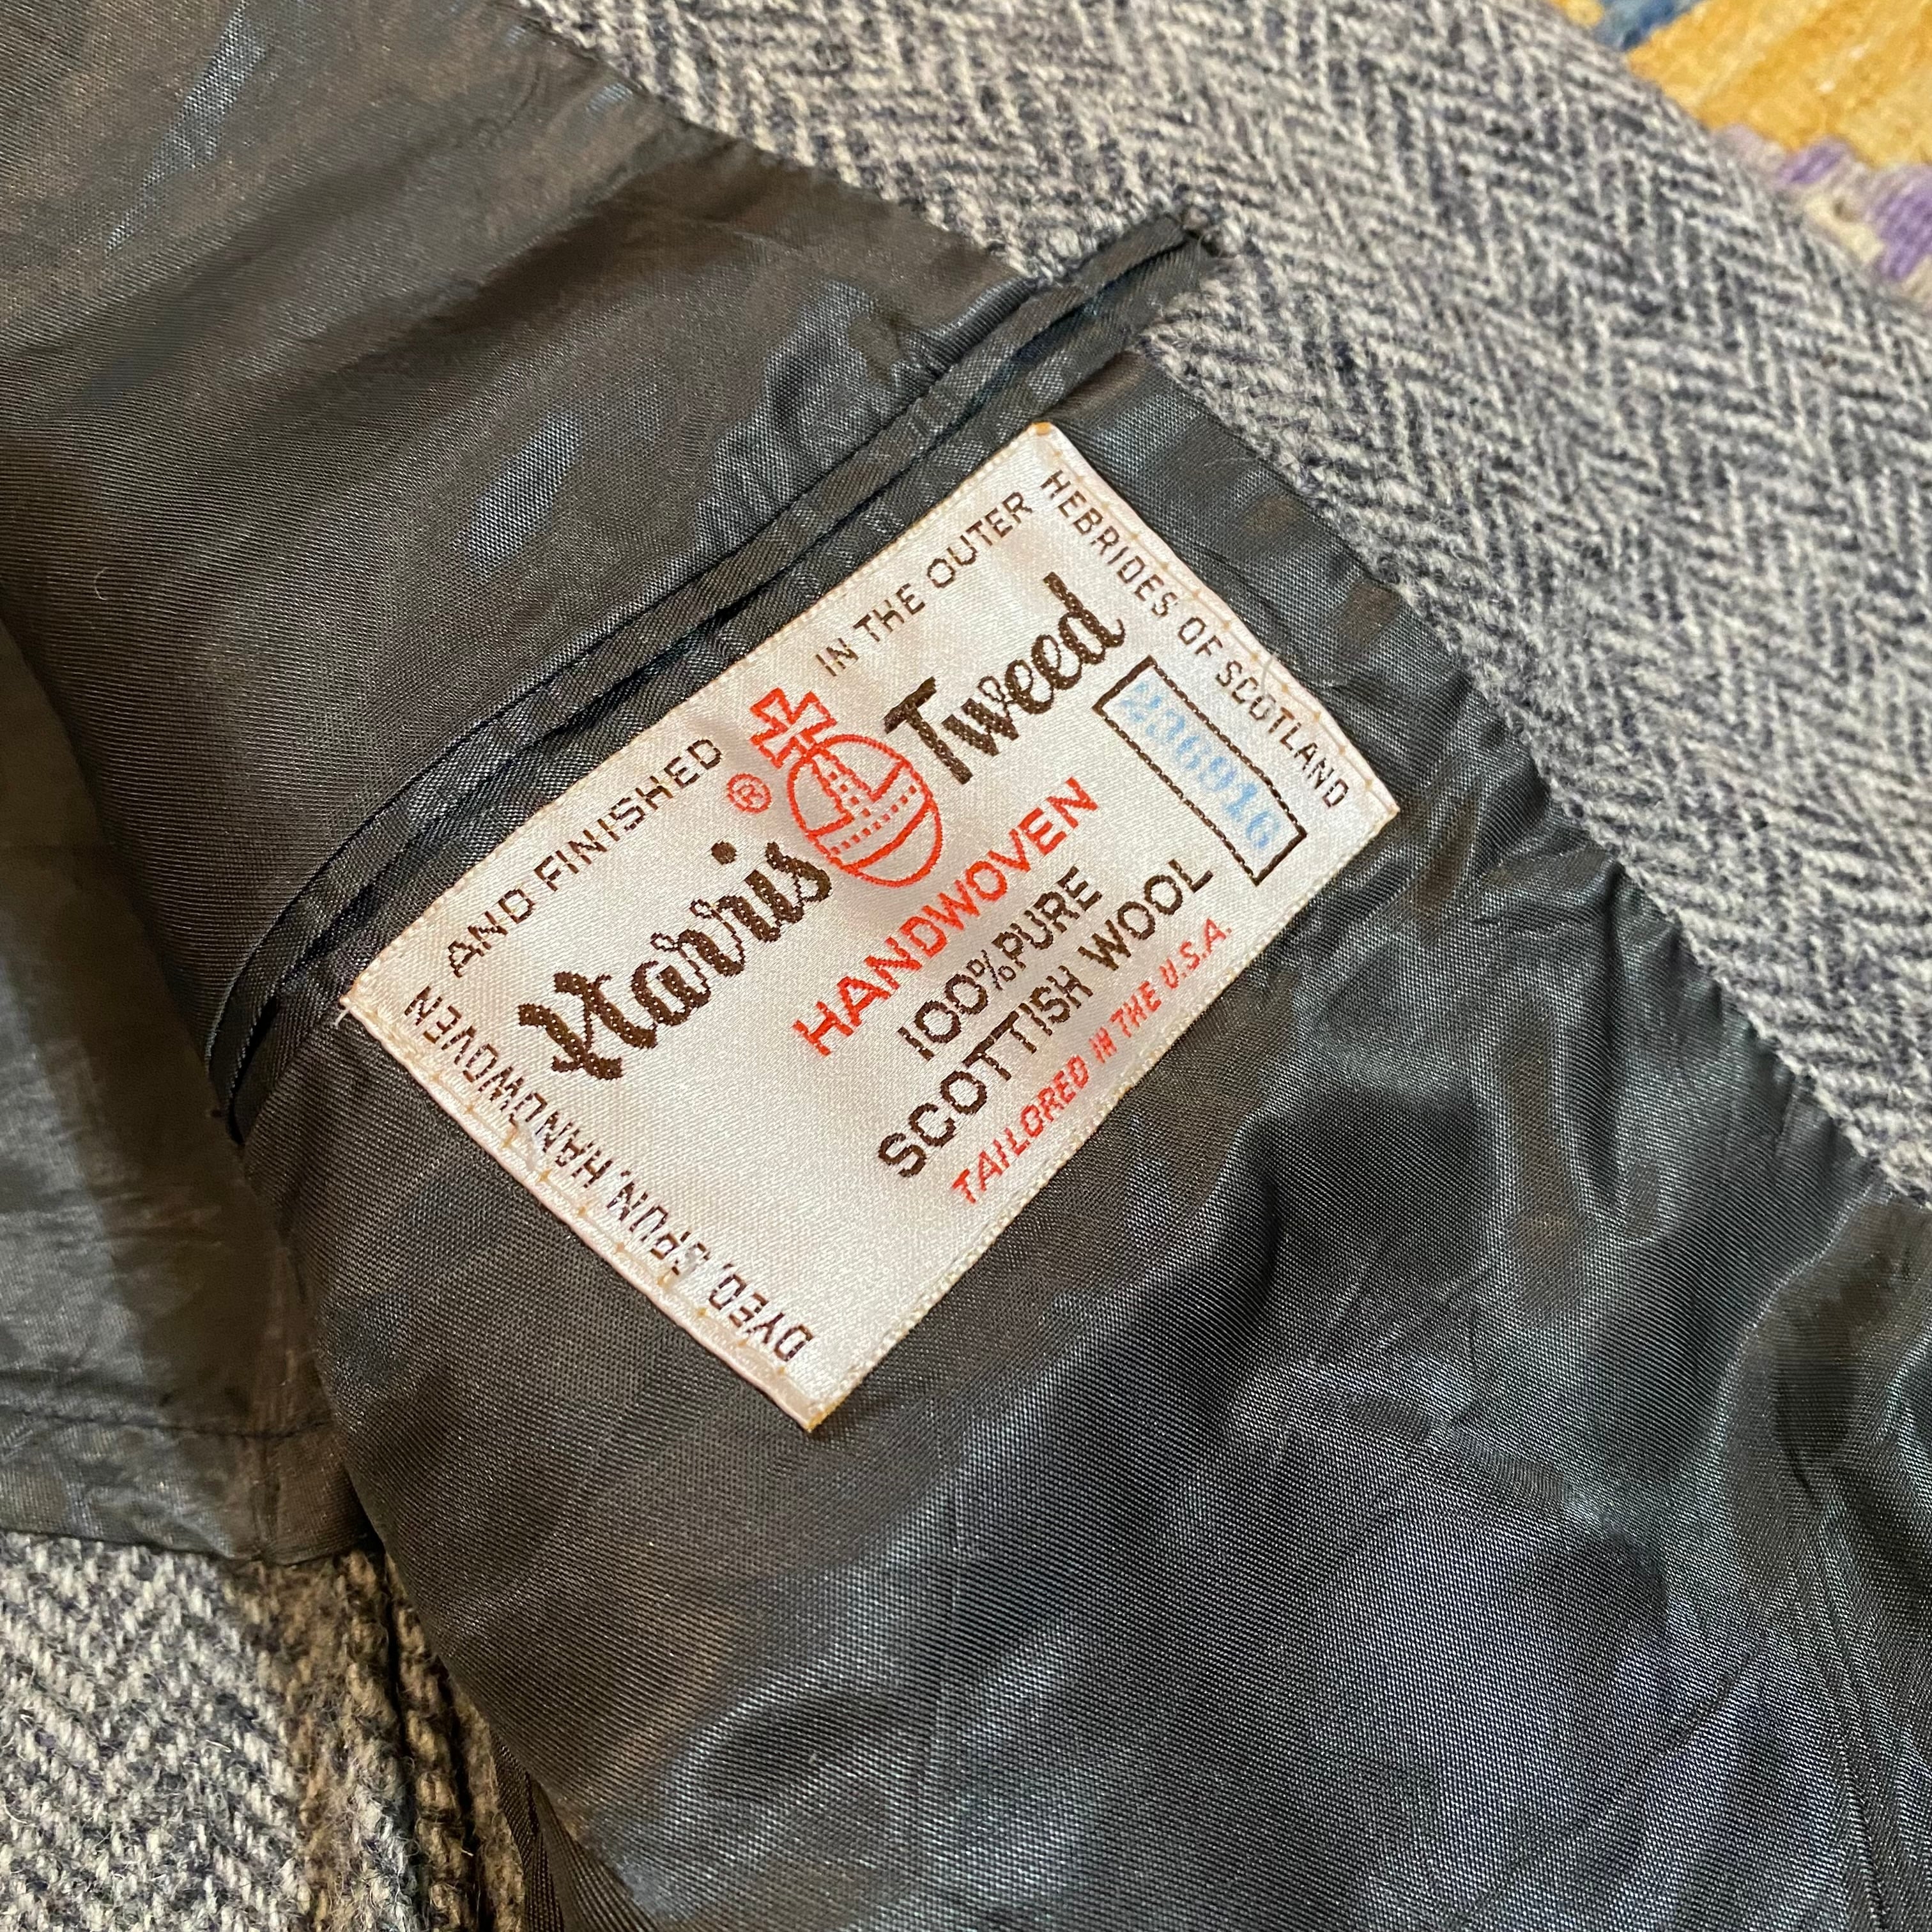 DYED, SPUN, HANDWOVEN
AND FINISHED IN THE OUTER
HEBRIDES OF SCOTLAND
Harris Tweed
®
HANDWOVEN
100% PURE
SCOTTISH WOOL
TAILORED IN THE U.S.A.
236916